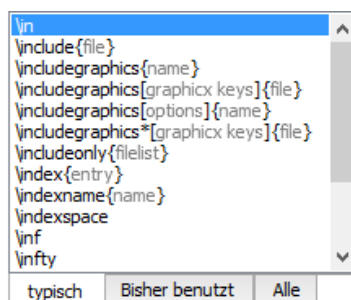 \in
\include{file}
\includegraphics{name}
\includegraphics[graphicx keys]{file}
\includegraphics[options]{name}
\includegraphics*[graphicx keys]{file}
\includeonly{filelist}
\index{entry}
\indexname{name}
\indexspace
\inf
\infty
typisch Bisher benutzt Alle